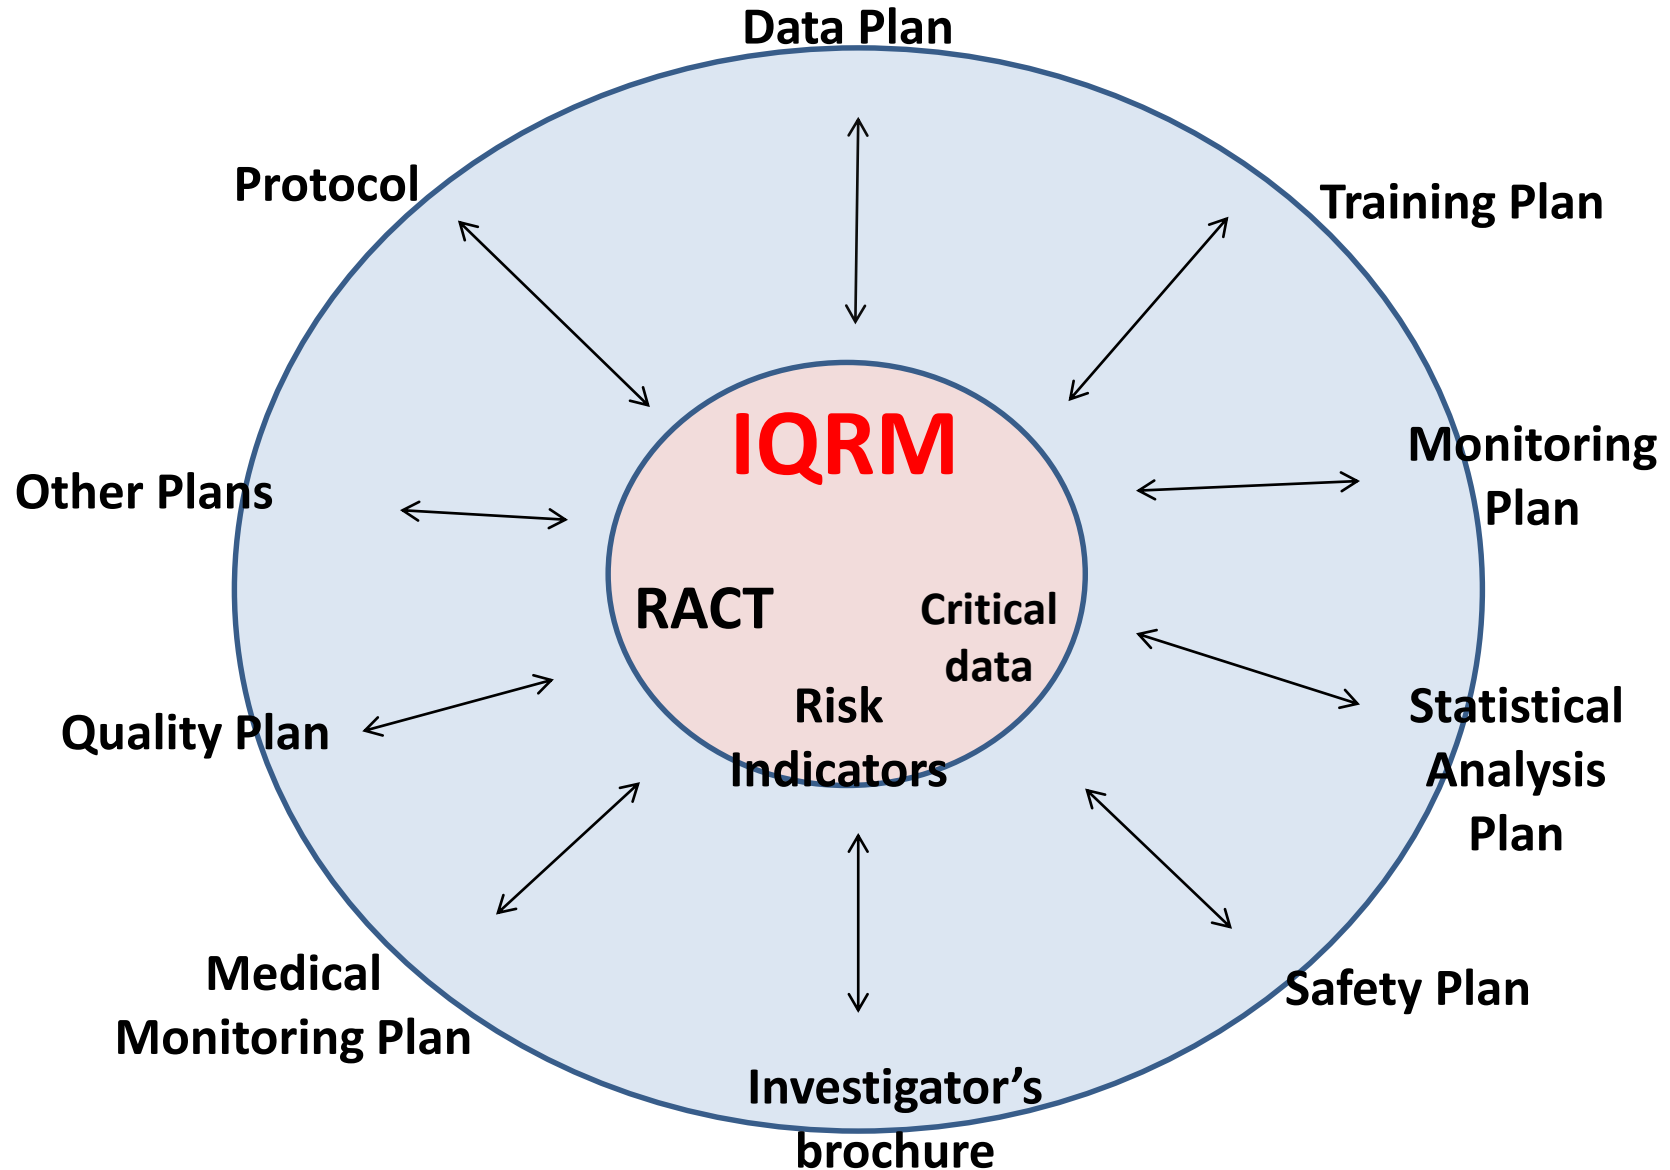 Data Plan
Protocol
Training Plan
IQRM
Monitoring
Plan
Other Plans
RACT
Critical
data
Risk
Indicators
Quality Plan
Statistical
Analysis
Plan
Medical
Monitoring Plan
Safety Plan
Investigator’s
brochure